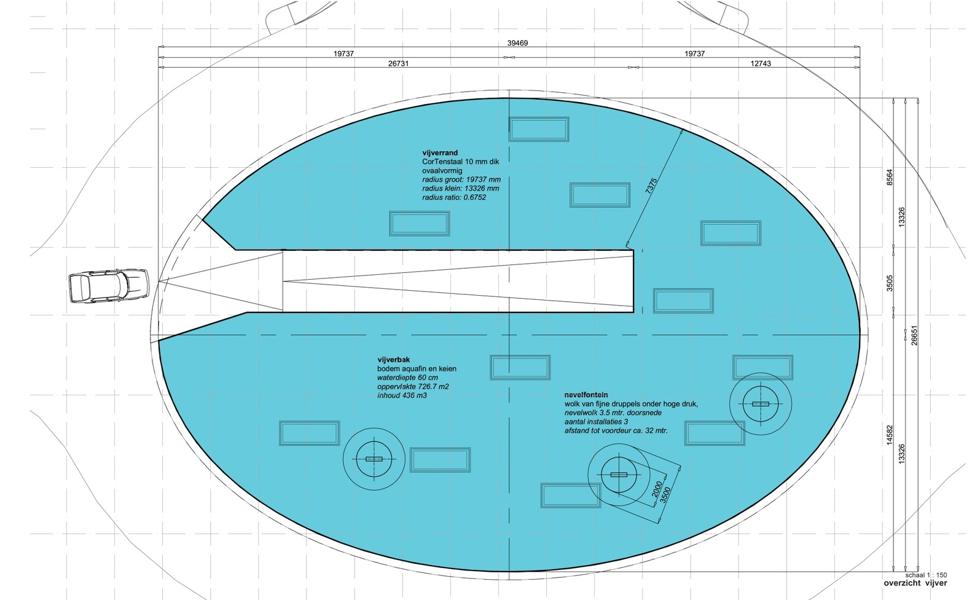 39469
19737 19737
26731 12743
vijverrand
CorTenstaal 10 mm dik
ovaalvormig
radius groot: 19737 mm
radius klein: 13326 mm
radius ratio: 0.6752
7375
8564
13326
3505
26651
14582
13326
vijverbak
bodem aquafin en keien
waterdiepte 60 cm
oppervlakte 726.7 m2
inhoud 436 m3
nevelfontein
wolk van fijne druppels onder hoge druk,
nevelwolk 3.5 mtr. doorsnede
aantal installaties 3
afstand tot voordeur ca. 32 mtr.
2000
3500
schaal 1 : 150
overzicht vijver